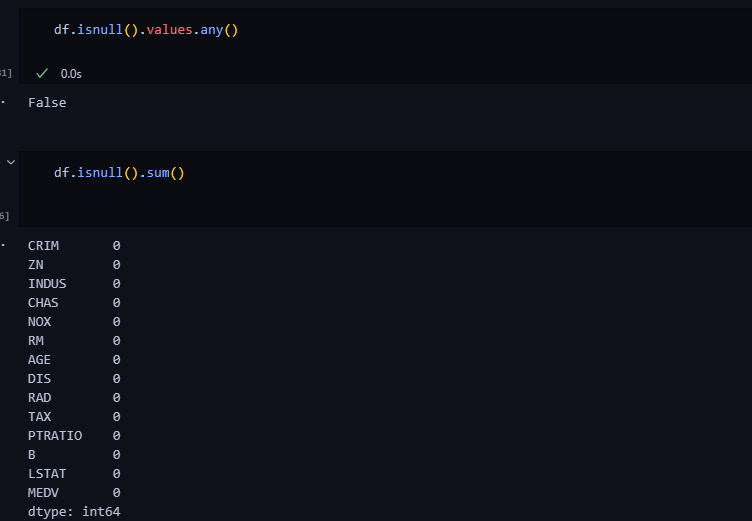 df.isnull().values.any()
31]
0.0s
False
df.isnull().sum()
6]
CRIM 0
ZN 0
INDUS 0
CHAS 0
NOX 0
RM 0
AGE 0
DIS 0
RAD 0
TAX 0
PTRATIO 0
B 0
LSTAT 0
MEDV 0
dtype: int64